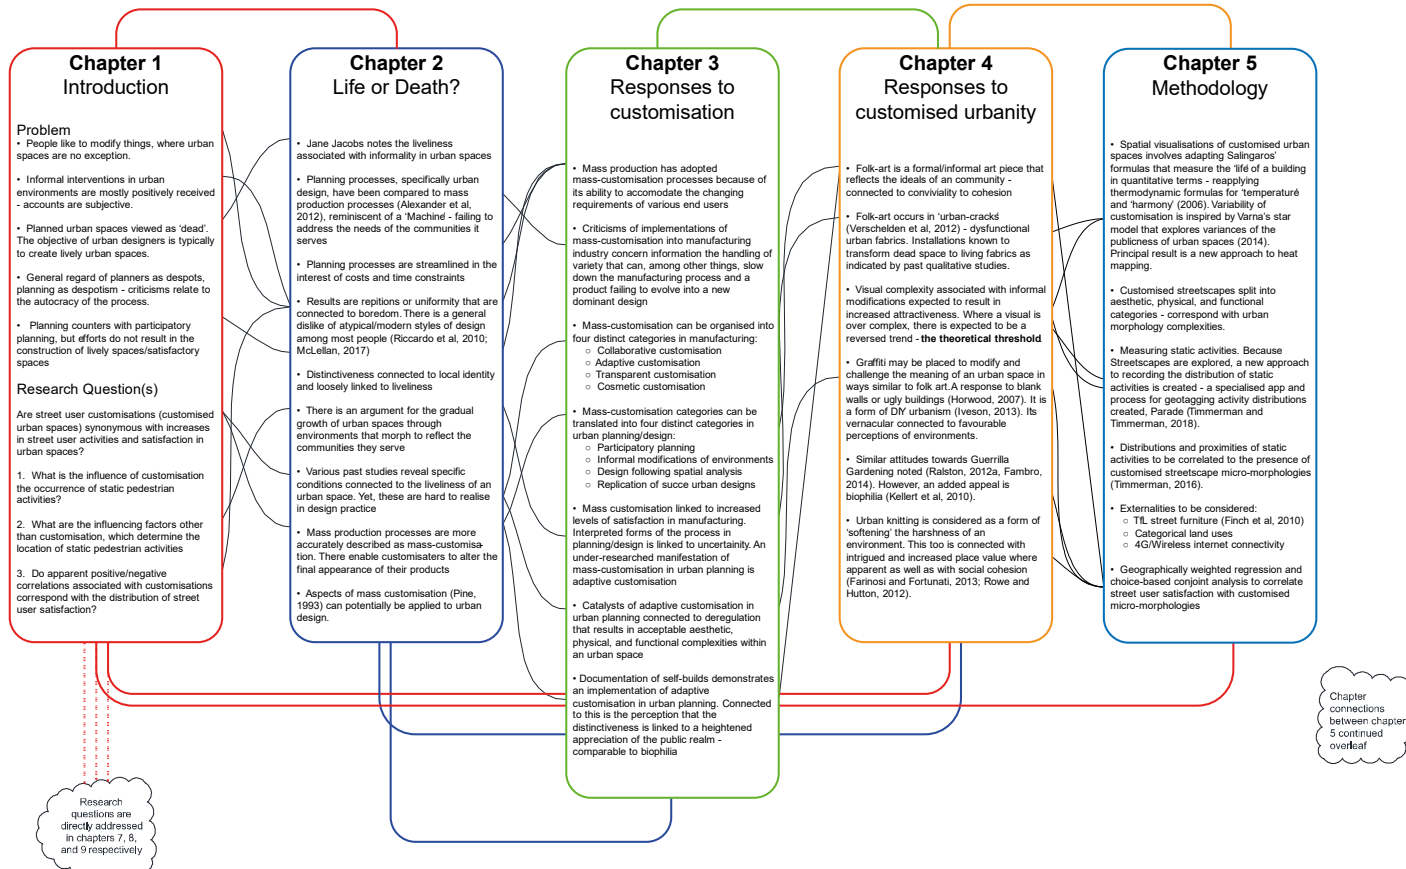 Chapter 1
Introduction
Problem
• People like to modify things, where urban
spaces are no exception.
• Informal interventions in urban
environments are mostly positively received
- accounts are subjective.
• Planned urban spaces viewed as ‘dead’.
The objective of urban designers is typically
to create lively urban spaces.
• General regard of planners as despots,
planning as despotism - criticisms relate to
the autocracy of the process.
• Planning counters with participatory
planning, but efforts do not result in the
construction of lively spaces/satisfactory
spaces
Research Question(s)
Are street user customisations (customised
urban spaces) synonymous with increases
in street user activities and satisfaction in
urban spaces?
1. What is the influence of customisation
the occurrence of static pedestrian
activities?
2. What are the influencing factors other
than customisation, which determine the
location of static pedestrian activities
3. Do apparent positive/negative
correlations associated with customisations
correspond with the distribution of street
user satisfaction?
Research
questions are
directly addressed
in chapters 7, 8,
and 9 respectively
Chapter 2
Life or Death?
• Jane Jacobs notes the liveliness
associated with informality in urban spaces
• Planning processes, specifically urban
design, have been compared to mass
production processes (Alexander et al,
2012), reminiscent of a ‘Machine’ - failing to
address the needs of the communities it
serves
• Planning processes are streamlined in the
interest of costs and time constraints
• Results are repitions or uniformity that are
connected to boredom. There is a general
dislike of atypical/modern styles of design
among most people (Riccardo et al, 2010;
McLellan, 2017)
• Distinctiveness connected to local identity
and loosely linked to liveliness
• There is an argument for the gradual
growth of urban spaces through
environments that morph to reflect the
communities they serve
• Various past studies reveal specific
conditions connected to the liveliness of an
urban space. Yet, these are hard to realise
in design practice
• Mass production processes are more
accurately described as mass-customisa-
tion. There enable customisaters to alter the
final appearance of their products
• Aspects of mass customisation (Pine,
1993) can potentially be applied to urban
design.
Chapter 3
Responses to
customisation
• Mass production has adopted
mass-customisation processes because of
its ability to accomodate the changing
requirements of various end users
• Criticisms of implementations of
mass-customisation into manufacturing
industry concern information the handling of
variety that can, among other things, slow
down the manufacturing process and a
product failing to evolve into a new
dominant design
• Mass-customisation can be organised into
four distinct categories in manufacturing:
○ Collaborative customisation
○ Adaptive customisation
○ Transparent customisation
○ Cosmetic customisation
• Mass-customisation categories can be
translated into four distinct categories in
urban planning/design:
○ Participatory planning
○ Informal modifications of environments
○ Design following spatial analysis
○ Replication of succe urban designs
• Mass customisation linked to increased
levels of satisfaction in manufacturing.
Interpreted forms of the process in
planning/design is linked to uncertainty. An
under-researched manifestation of
mass-customisation in urban planning is
adaptive customisation
• Catalysts of adaptive customisation in
urban planning connected to deregulation
that results in acceptable aesthetic,
physical, and functional complexities within
an urban space
• Documentation of self-builds demonstrates
an implementation of adaptive
customisation in urban planning. Connected
to this is the perception that the
distinctiveness is linked to a heightened
appreciation of the public realm -
comparable to biophilia
Chapter 4
Responses to
customised urbanity
• Folk-art is a formal/informal art piece that
reflects the ideals of an community -
connected to conviviality to cohesion
• Folk-art occurs in ‘urban-cracks’
(Verschelden et al, 2012) - dysfunctional
urban fabrics. Installations known to
transform dead space to living fabrics as
indicated by past qualitative studies.
• Visual complexity associated with informal
modifications expected to result in
increased attractiveness. Where a visual is
over complex, there is expected to be a
reversed trend - the theoretical threshold.
• Graffiti may be placed to modify and
challenge the meaning of an urban space in
ways similar to folk art. A response to blank
walls or ugly buildings (Horwood, 2007). It is
a form of DIY urbanism (Iveson, 2013). Its
vernacular connected to favourable
perceptions of environments.
• Similar attitudes towards Guerrilla
Gardening noted (Ralston, 2012a, Fambro,
2014). However, an added appeal is
biophilia (Kellert et al, 2010).
• Urban knitting is considered as a form of
‘softening’ the harshness of an
environment. This too is connected with
intrigued and increased place value where
apparent as well as with social cohesion
(Farinosi and Fortunati, 2013; Rowe and
Hutton, 2012).
Chapter 5
Methodology
• Spatial visualisations of customised urban
spaces involves adapting Salingaros’
formulas that measure the ‘life of a building’
in quantitative terms - reapplying
thermodynamic formulas for ‘temperature’
and ‘harmony’ (2006). Variability of
customisation is inspired by Varna’s star
model that explores variances of the
publicness of urban spaces (2014).
Principal result is a new approach to heat
mapping.
• Customised streetscapes split into
aesthetic, physical, and functional
categories - correspond with urban
morphology complexities.
• Measuring static activities. Because
Streetscapes are explored, a new approach
to recording the distribution of static
activities is created - a specialised app and
process for geotagging activity distributions
created, Parade (Timmerman and
Timmerman, 2018).
• Distributions and proximities of static
activities to be correlated to the presence of
customised streetscape micro-morphologies
(Timmerman, 2016).
• Externalities to be considered:
○ TfL street furniture (Finch et al, 2010)
○ Categorical land uses
○ 4G/Wireless internet connectivity
• Geographically weighted regression and
choice-based conjoint analysis to correlate
street user satisfaction with customised
micro-morphologies
Chapter
connections
between chapter
5 continued
overleaf